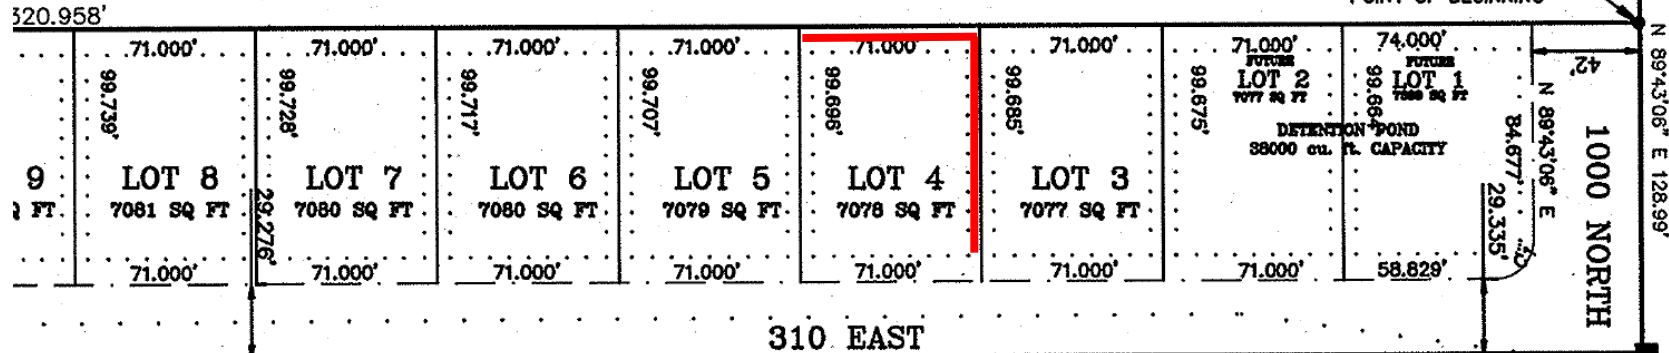 320.958'
71.000'
71.000'
71.000'
71.000'
71.000'
71.000'
71.000'
74.000'
42'
FUTURE
FUTURE
LOT 2
LOT 1
7077 SQ FT
99.739'
99.728'
99.717'
99.707'
99.696'
99.685'
99.675'
99.664'
DETENTION POND
38000 cu. ft. CAPACITY
84.677'
N 89°43'06" E
1000 NORTH
N 89°43'06" E 128.99'
9
LOT 8
LOT 7
LOT 6
LOT 5
LOT 4
LOT 3
FT.
7081 SQ FT
7080 SQ FT
7080 SQ FT
7079 SQ FT
7078 SQ FT
7077 SQ FT
29.276'
29.335'
71.000'
71.000'
71.000'
71.000'
71.000'
71.000'
71.000'
58.829'
310 EAST